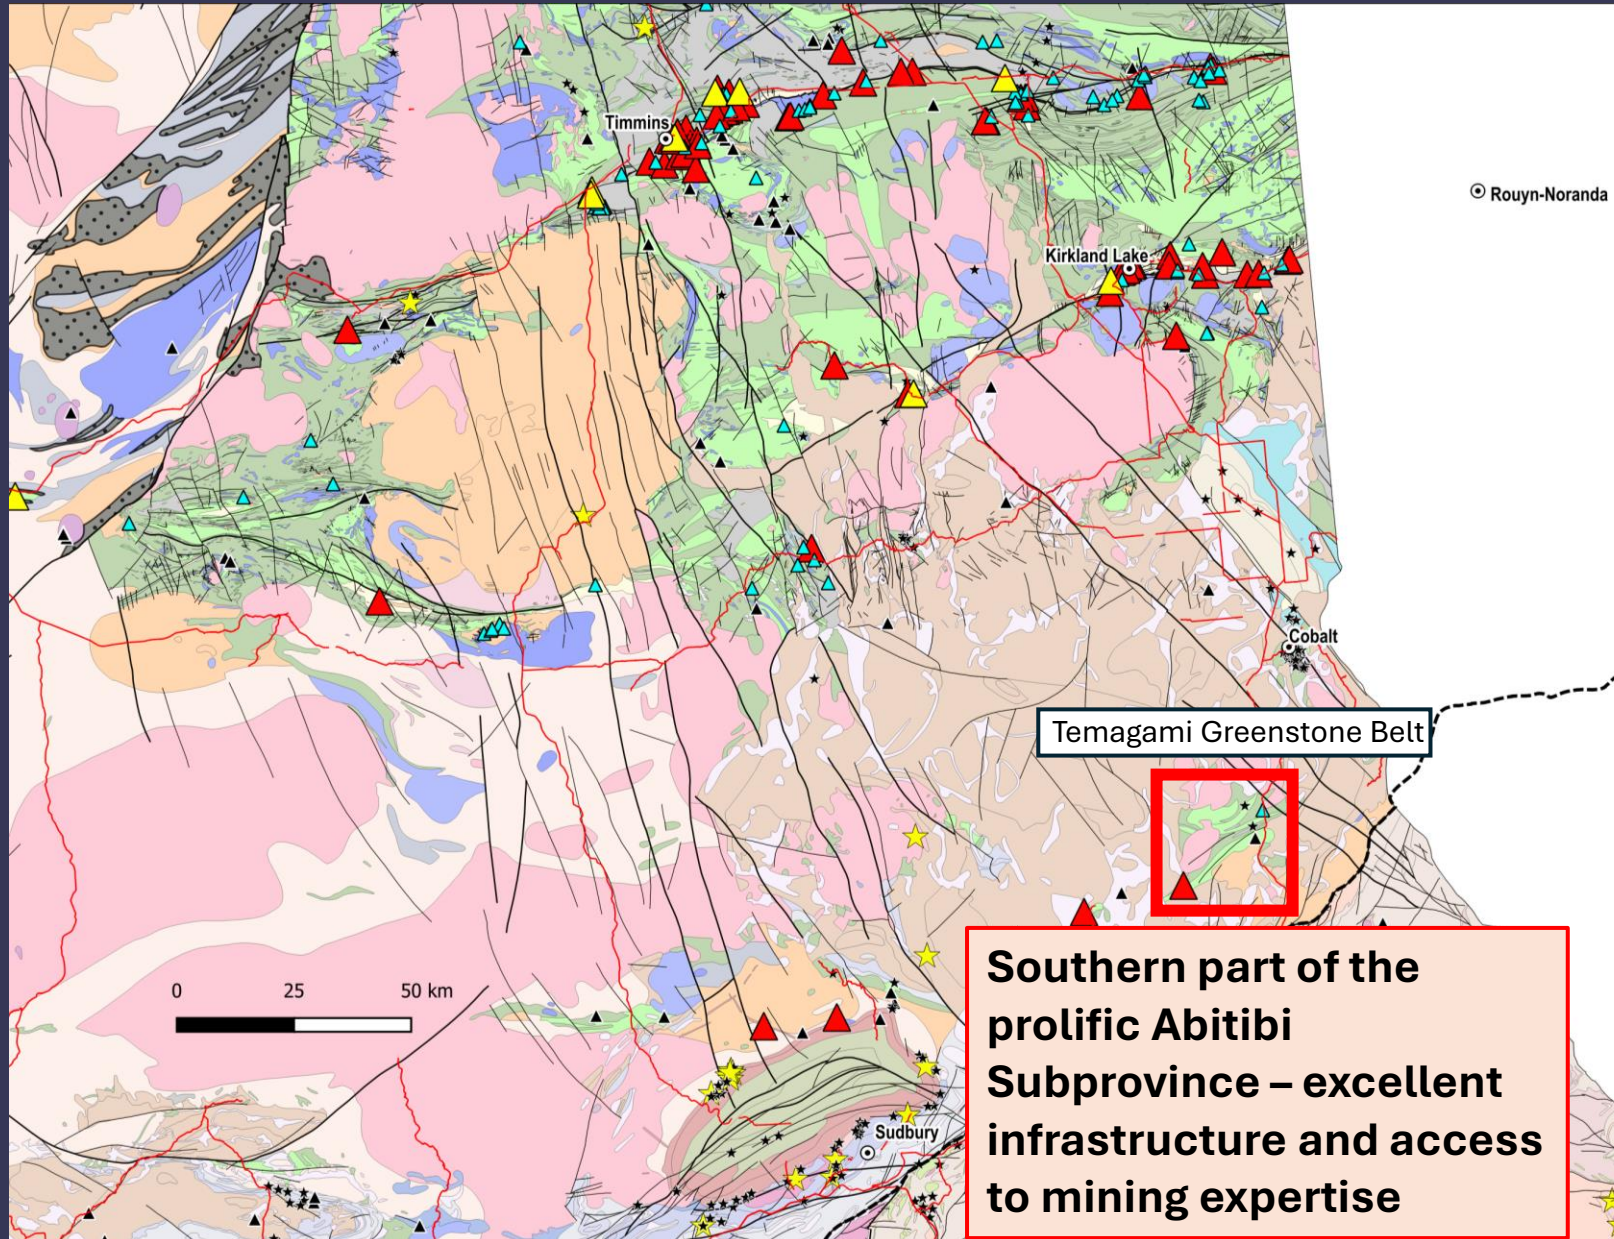 Timmins
Rouyn-Noranda
Kirkland Lake
Cobalt
Temagami Greenstone Belt
0 25 50 km
Southern part of the
prolific Abitibi
Subprovince – excellent
infrastructure and access
to mining expertise
Sudbury